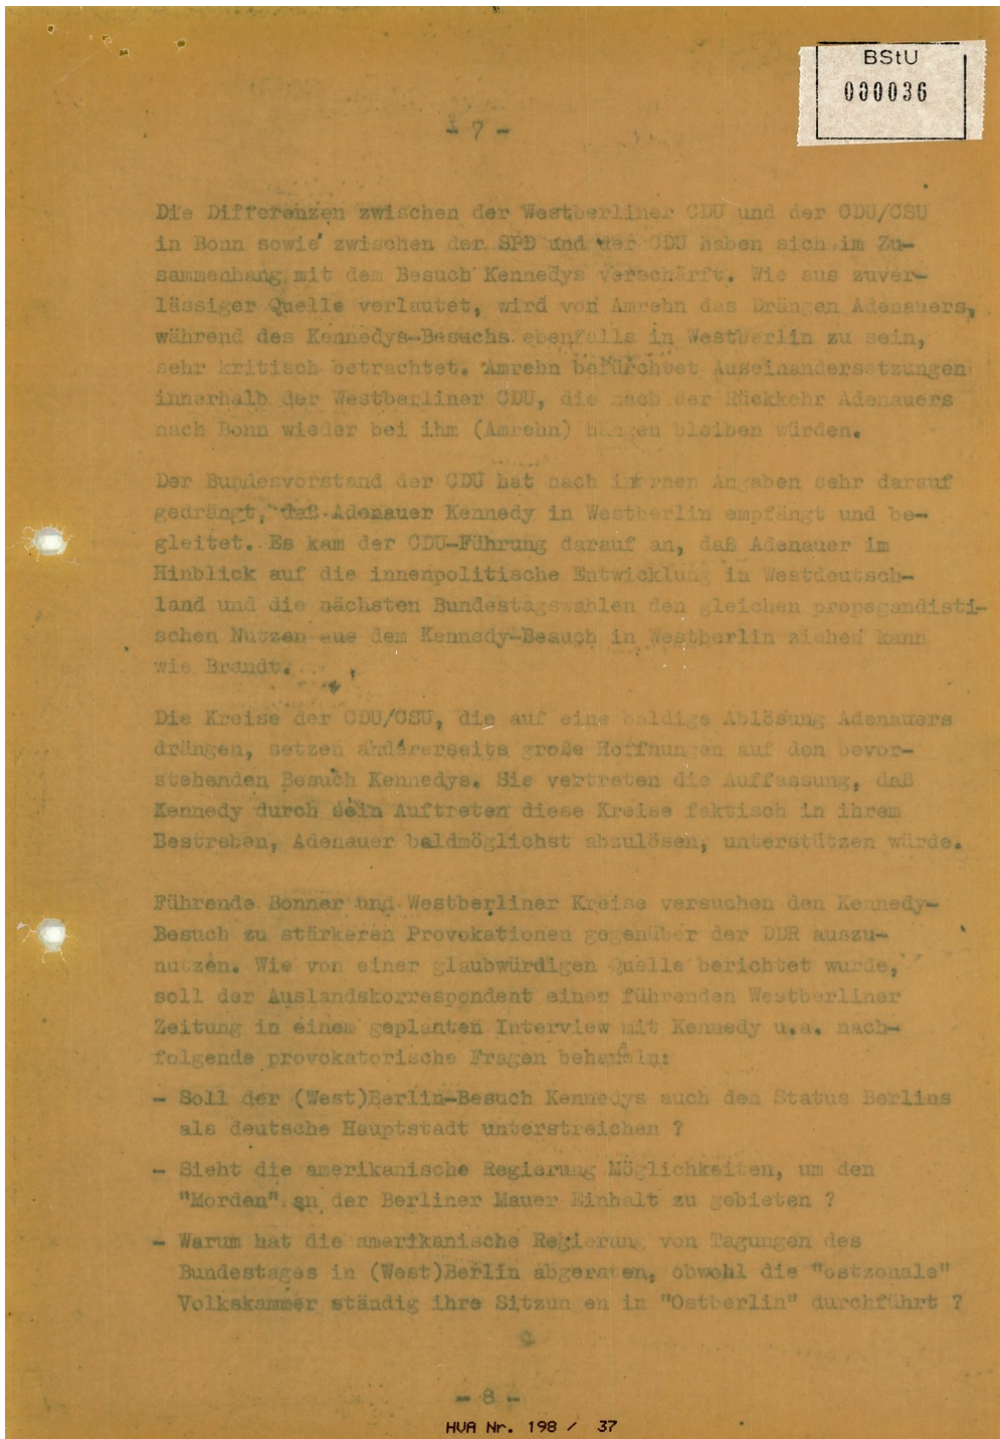 BStU
000036
- 7 -
Die Differenzen zwischen der Westberliner CDU und der CDU/CSU
in Bonn sowie zwischen der SPD und der CDU haben sich im Zu-
sammenhang mit dem Besuch Kennedys verschärft. Wie aus zuver-
lässiger Quelle verlautet, wird von Amrehn das Drängen Adenauers,
während des Kennedys-Besuchs ebenfalls in Westberlin zu sein,
sehr kritisch betrachtet. Amrehn befürchtet Auseinandersetzungen
innerhalb der Westberliner CDU, die nach der Rückkehr Adenauers
nach Bonn wieder bei ihm (Amrehn) hängen bleiben würden.
Der Bundesvorstand der CDU hat nach internen Angaben sehr darauf
gedrängt, daß Adenauer Kennedy in Westberlin empfängt und be-
gleitet. Es kam der CDU-Führung darauf an, daß Adenauer im
Hinblick auf die innenpolitische Entwicklung in Westdeutsch-
land und die nächsten Bundestagswahlen den gleichen propagandisti-
schen Nutzen aus dem Kennedy-Besuch in Westberlin ziehen kann
wie Brandt.
Die Kreise der CDU/CSU, die auf eine baldige Ablösung Adenauers
drängen, setzen andererseits große Hoffnungen auf den bevor-
stehenden Besuch Kennedys. Sie vertreten die Auffassung, daß
Kennedy durch sein Auftreten diese Kreise faktisch in ihrem
Bestreben, Adenauer baldmöglichst abzulösen, unterstützen würde.
Führende Bonner und Westberliner Kreise versuchen den Kennedy-
Besuch zu stärkeren Provokationen gegenüber der DDR auszu-
nutzen. Wie von einer glaubwürdigen Quelle berichtet wurde,
soll der Auslandskorrespondent einer führenden Westberliner
Zeitung in einem geplanten Interview mit Kennedy u.a. nach-
folgende provokatorische Fragen behandeln:
- Soll der (West)Berlin-Besuch Kennedys auch den Status Berlins
als deutsche Hauptstadt unterstreichen ?
- Sieht die amerikanische Regierung Möglichkeiten, um den
"Morden" an der Berliner Mauer Einhalt zu gebieten ?
- Warum hat die amerikanische Regierung von Tagungen des
Bundestages in (West)Berlin abgeraten, obwohl die "ostzonale"
Volkskammer ständig ihre Sitzungen in "Ostberlin" durchführt ?
- 8 -
HVA Nr. 198 / 37